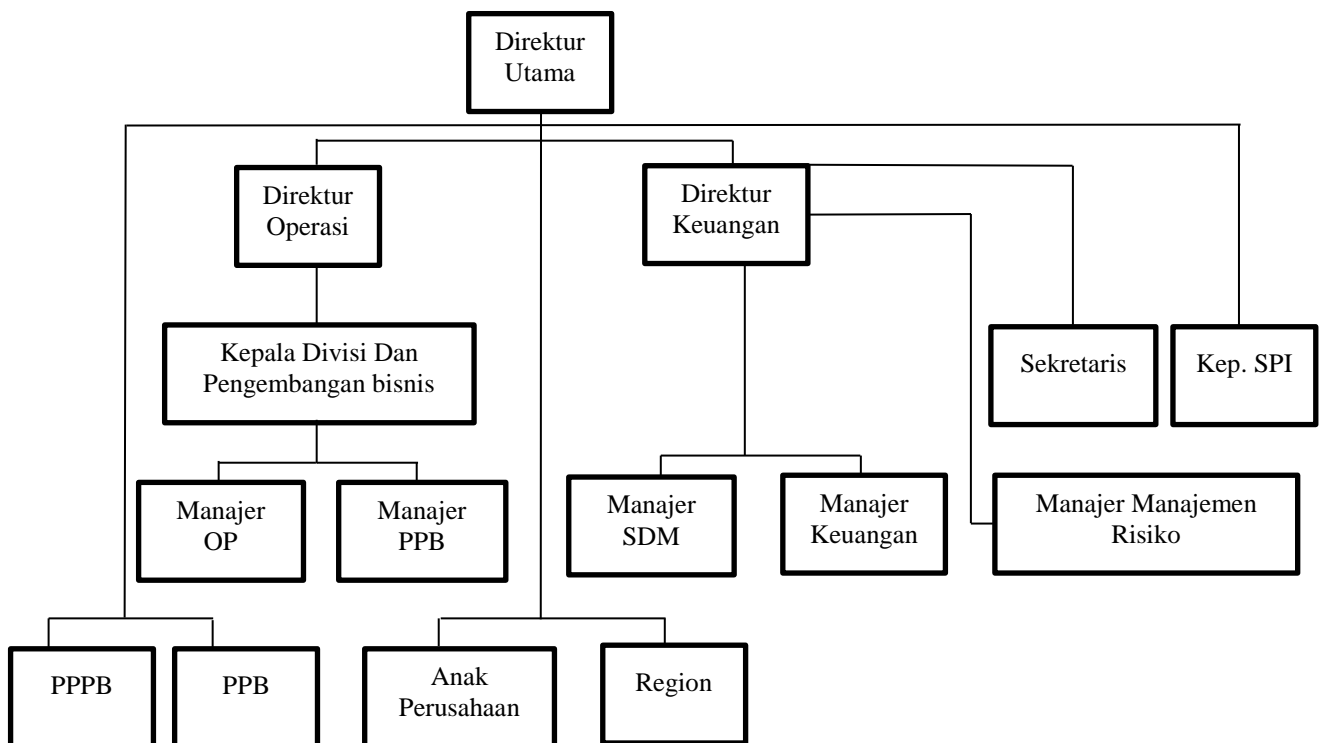 Direktur
Utama
Direktur
Operasi
Direktur
Keuangan
Kepala Divisi Dan
Pengembangan bisnis
Sekretaris
Kep. SPI
Manajer
OP
Manajer
PPB
Manajer
SDM
Manajer
Keuangan
Manajer Manajemen
Risiko
PPPB
PPB
Anak
Perusahaan
Region